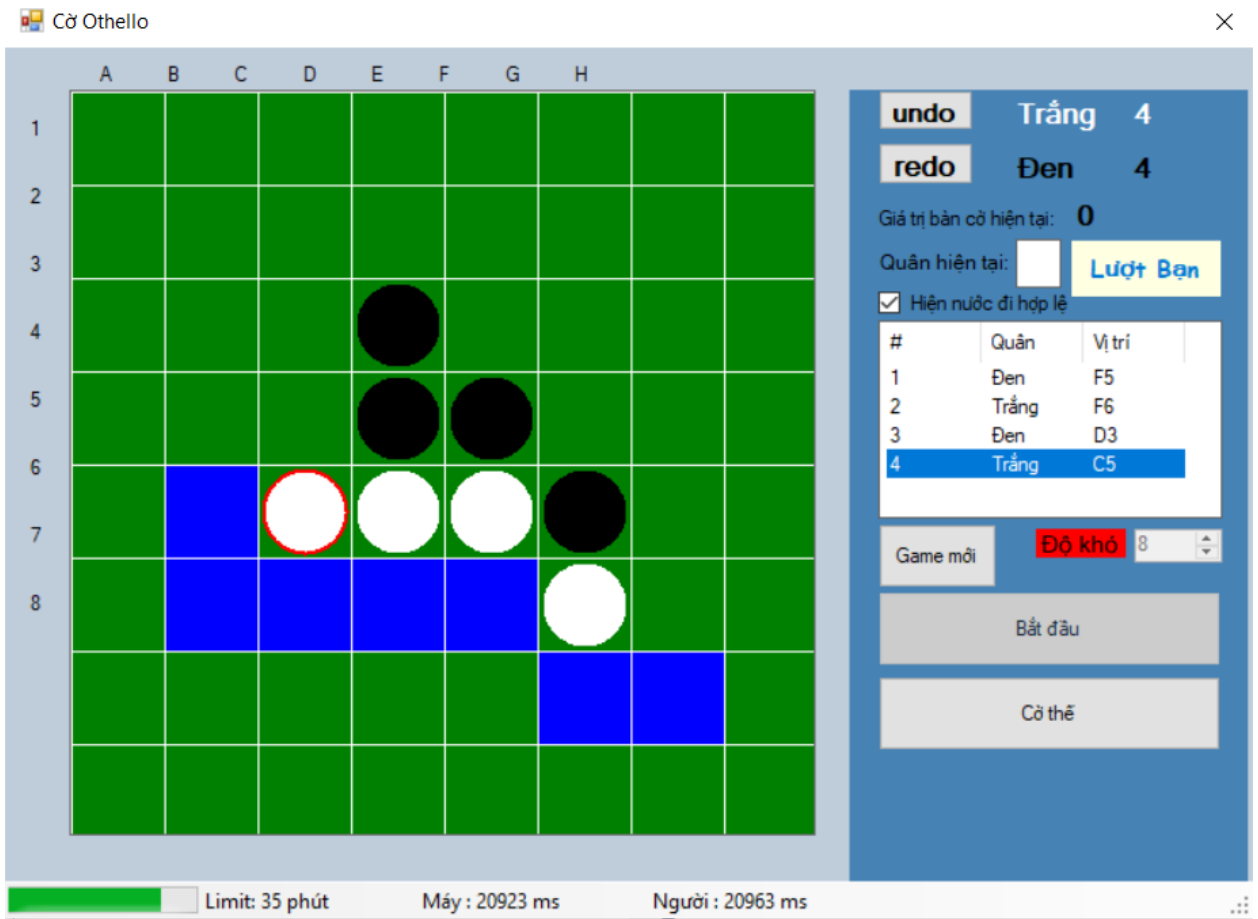 Cờ Othello
A B C D E F G H
1
2
3
4
5
6
7
8
undo Trắng 4
redo Đen 4
Giá trị bàn cờ hiện tại: 0
Quân hiện tại: Lượt Bạn
Hiện nước đi hợp lệ
# Quân Vị trí
1 Đen F5
2 Trắng F6
3 Đen D3
4 Trắng C5
Game mới Độ khó 8
Bắt đầu
Cờ thế
Limit: 35 phút Máy : 20923 ms Người : 20963 ms